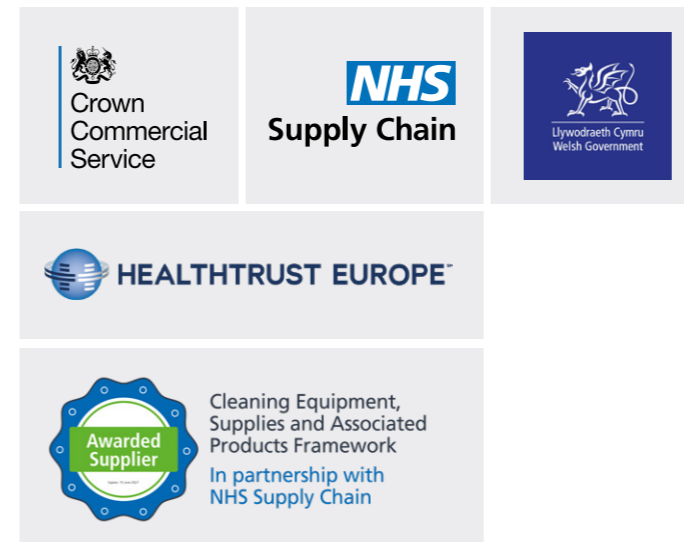 Crown
Commercial
Service
NHS
Supply Chain
Llywodraeth Cymru
Welsh Government
HEALTHTRUST EUROPE
Awarded
Supplier
Cleaning Equipment,
Supplies and Associated
Products Framework
In partnership with
NHS Supply Chain